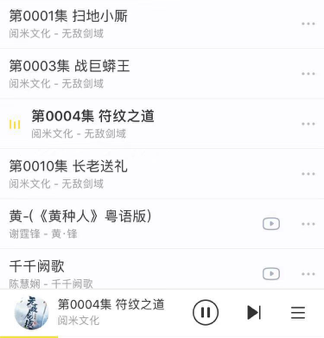 第0001集 扫地小厮
阅米文化 - 无敌剑域
第0003集 战巨蟒王
阅米文化 - 无敌剑域
第0004集 符纹之道
阅米文化 - 无敌剑域
第0010集 长老送礼
阅米文化 - 无敌剑域
黄-(《黄种人》粤语版)
谢霆锋 - 黄·锋
千千阙歌
陈慧娴 - 千千阙歌
第0004集 符纹之道
阅米文化